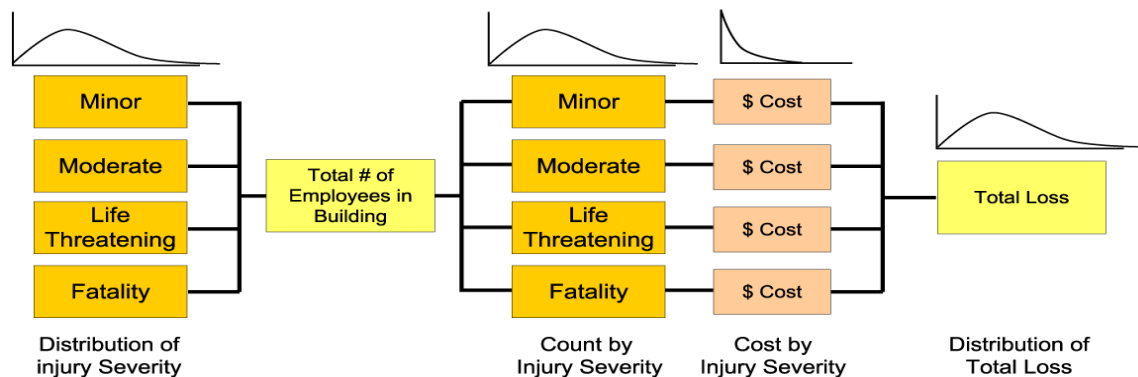 Minor
Moderate
Life
Threatening
Fatality
Distribution of
injury Severity
Total # of
Employees in
Building
Minor
Moderate
Life
Threatening
Fatality
Count by
Injury Severity
$ Cost
$ Cost
$ Cost
$ Cost
Cost by
Injury Severity
Total Loss
Distribution of
Total Loss